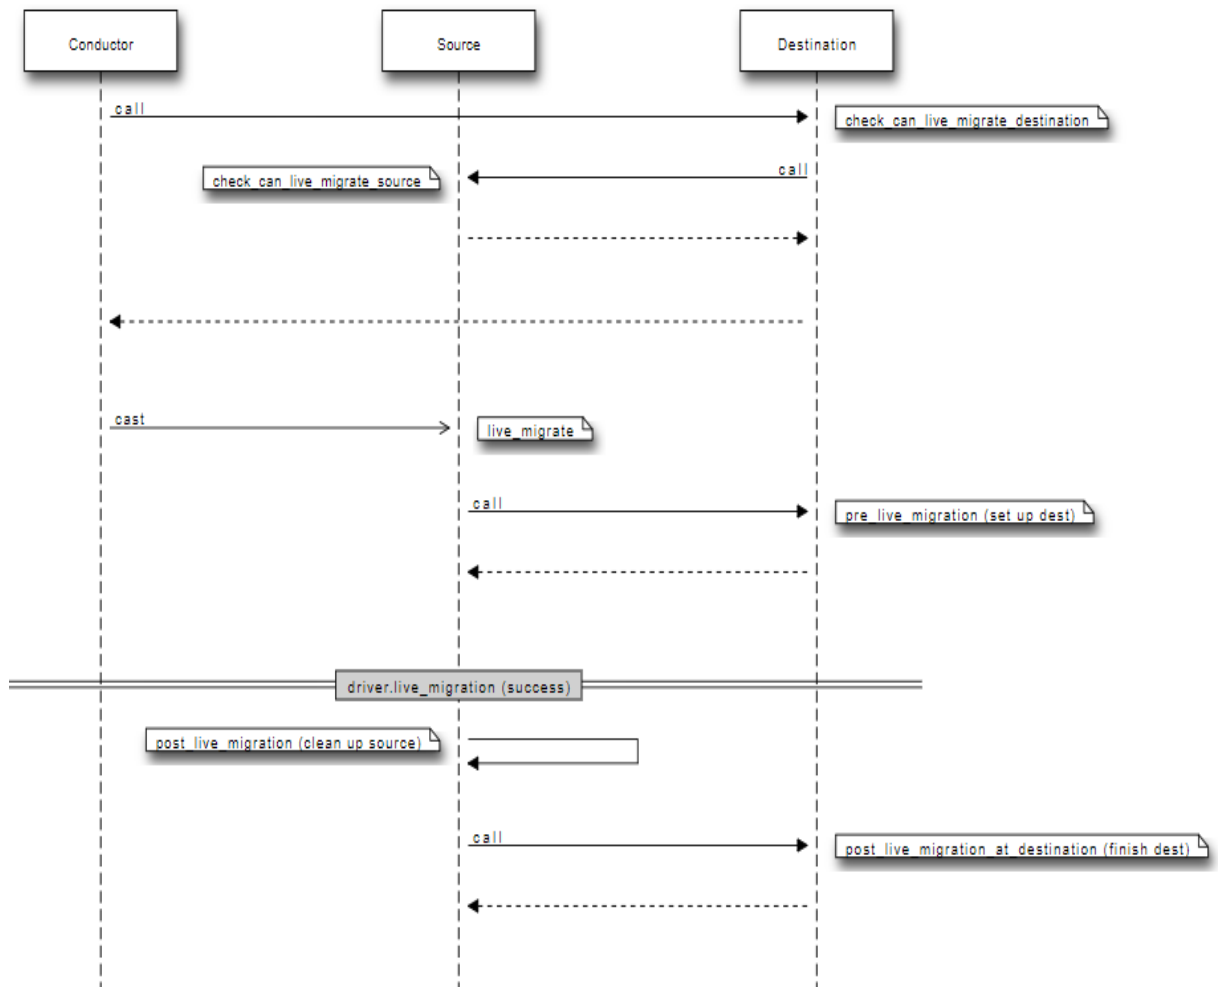 Conductor
Source
Destination
call
check_can_live_migrate_destination
check_can_live_migrate_source
call
cast
live_migrate
call
pre_live_migration (set up dest)
driver.live_migration (success)
post_live_migration (clean up source)
call
post_live_migration_at_destination (finish dest)